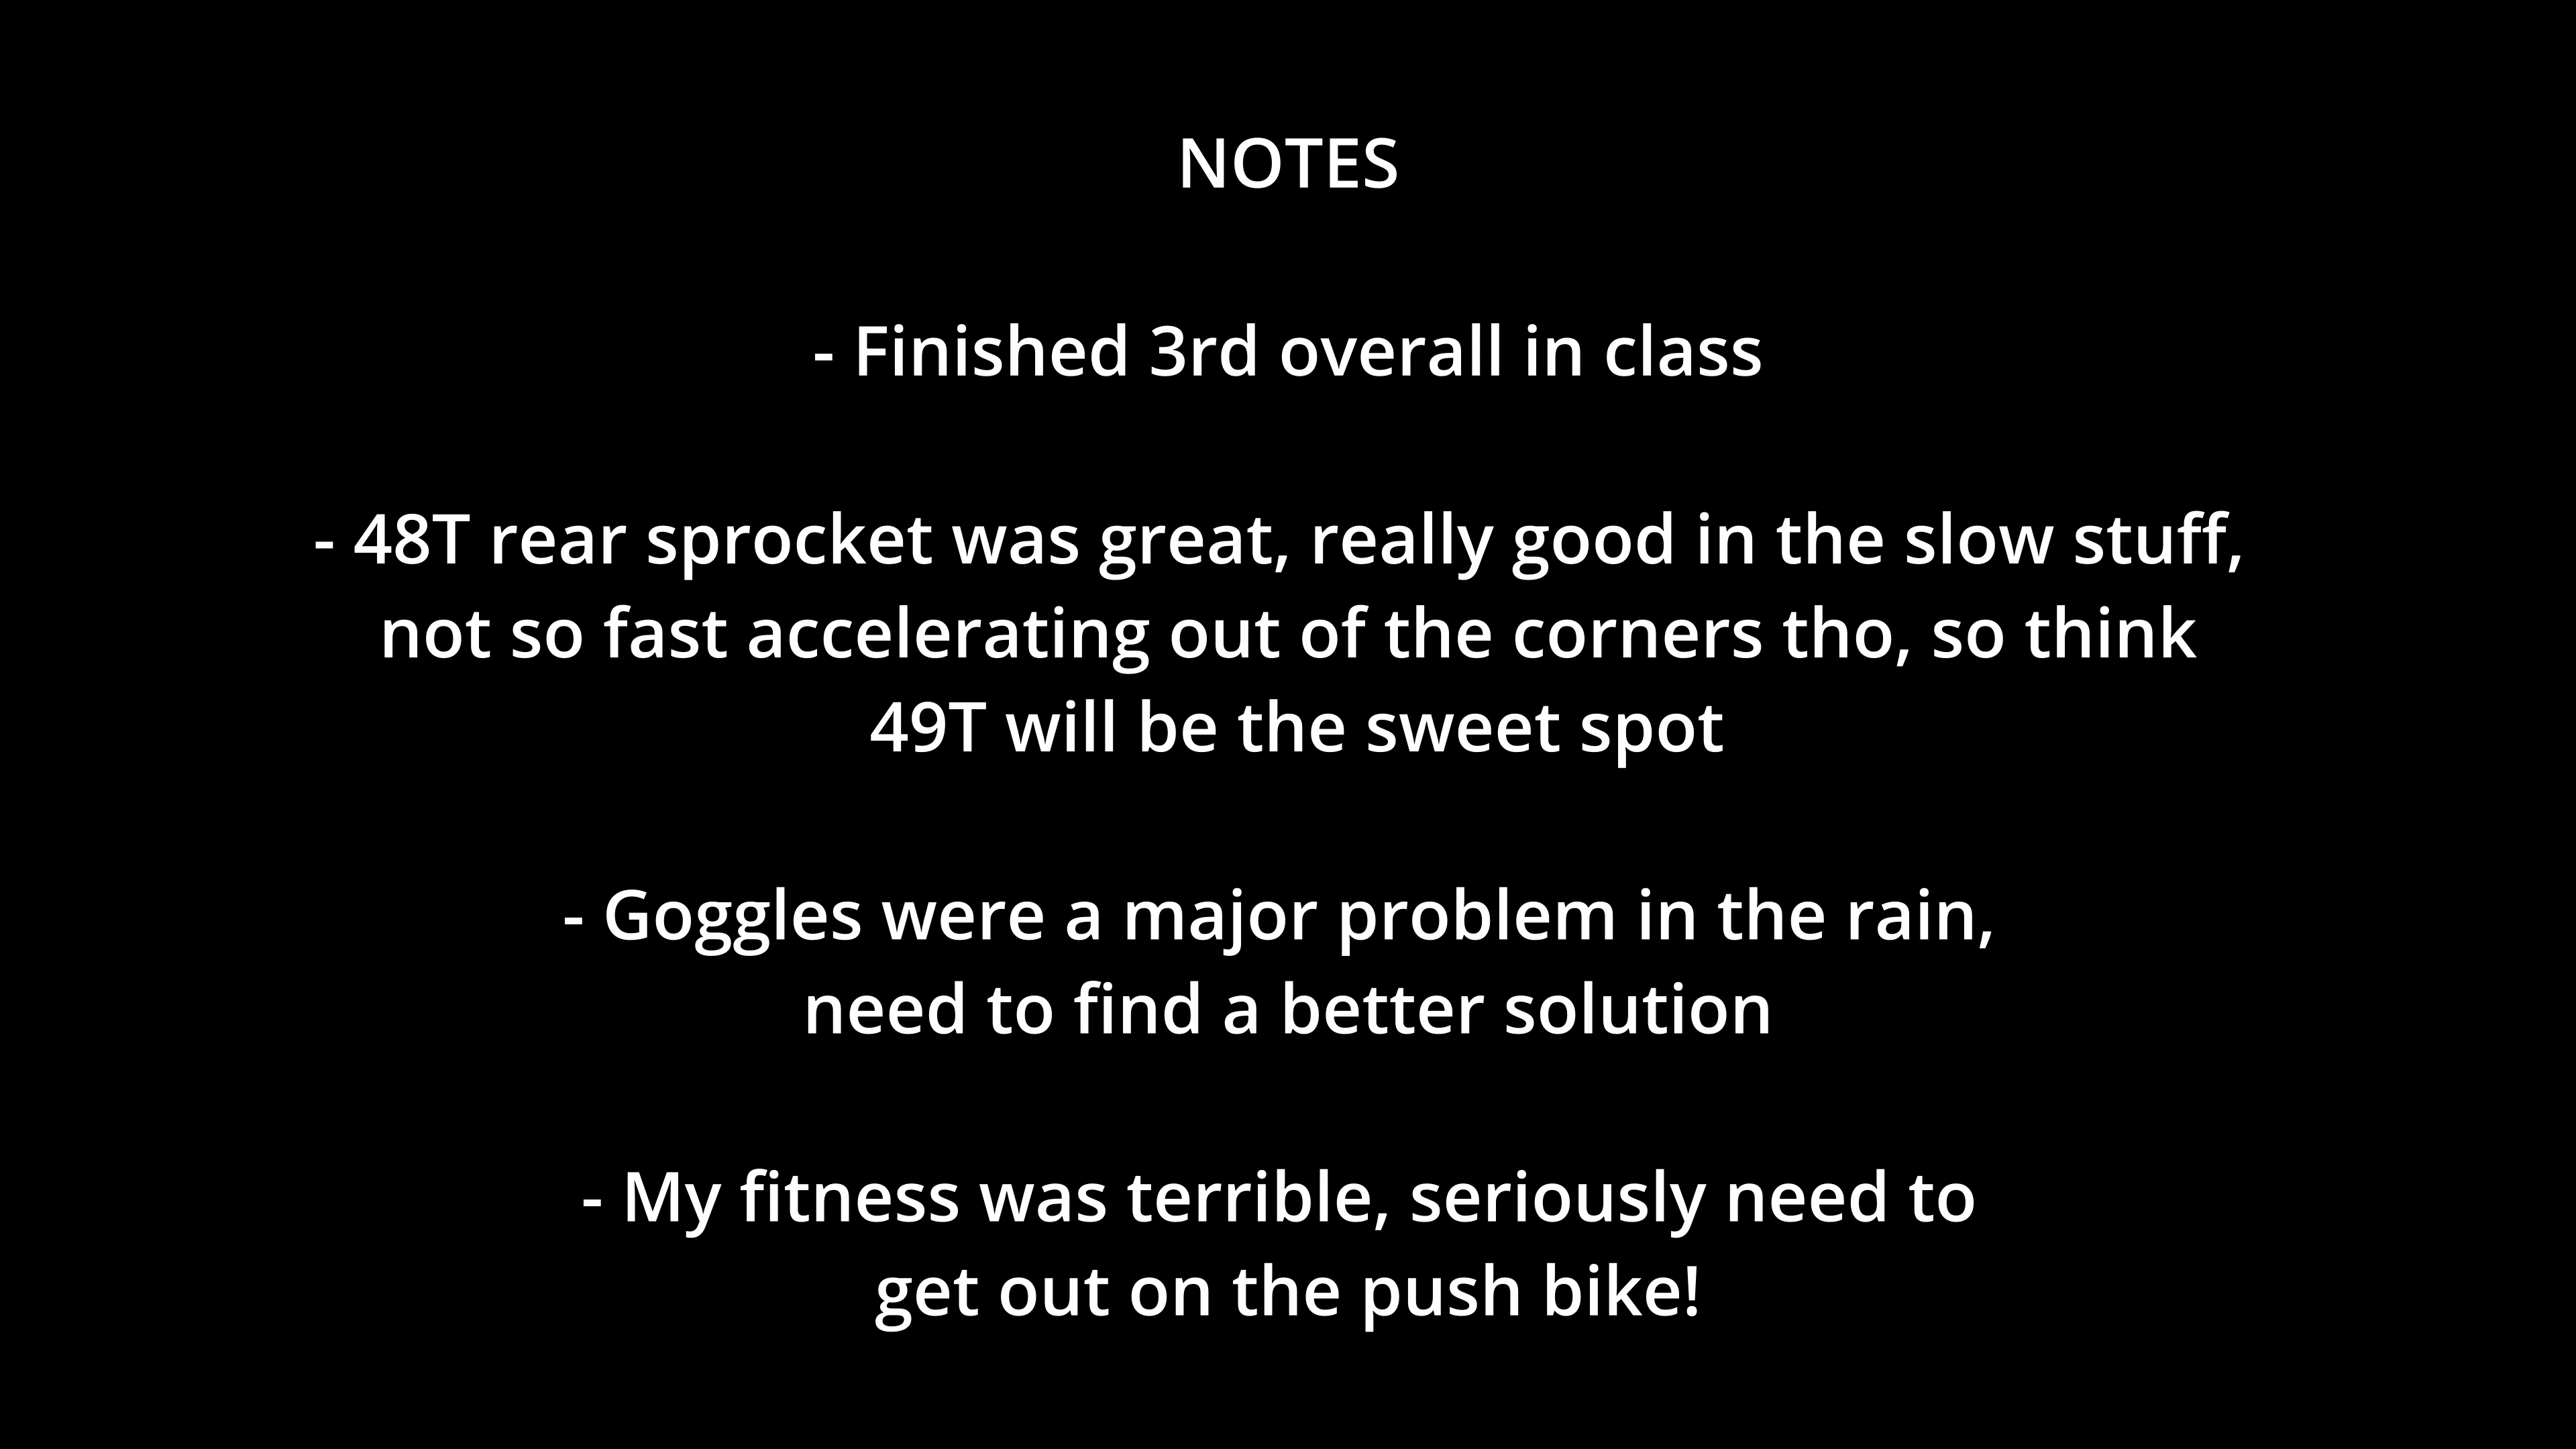 NOTES
- Finished 3rd overall in class
- 48T rear sprocket was great, really good in the slow stuff,
not so fast accelerating out of the corners tho, so think
49T will be the sweet spot
- Goggles were a major problem in the rain,
need to find a better solution
- My fitness was terrible, seriously need to
get out on the push bike!